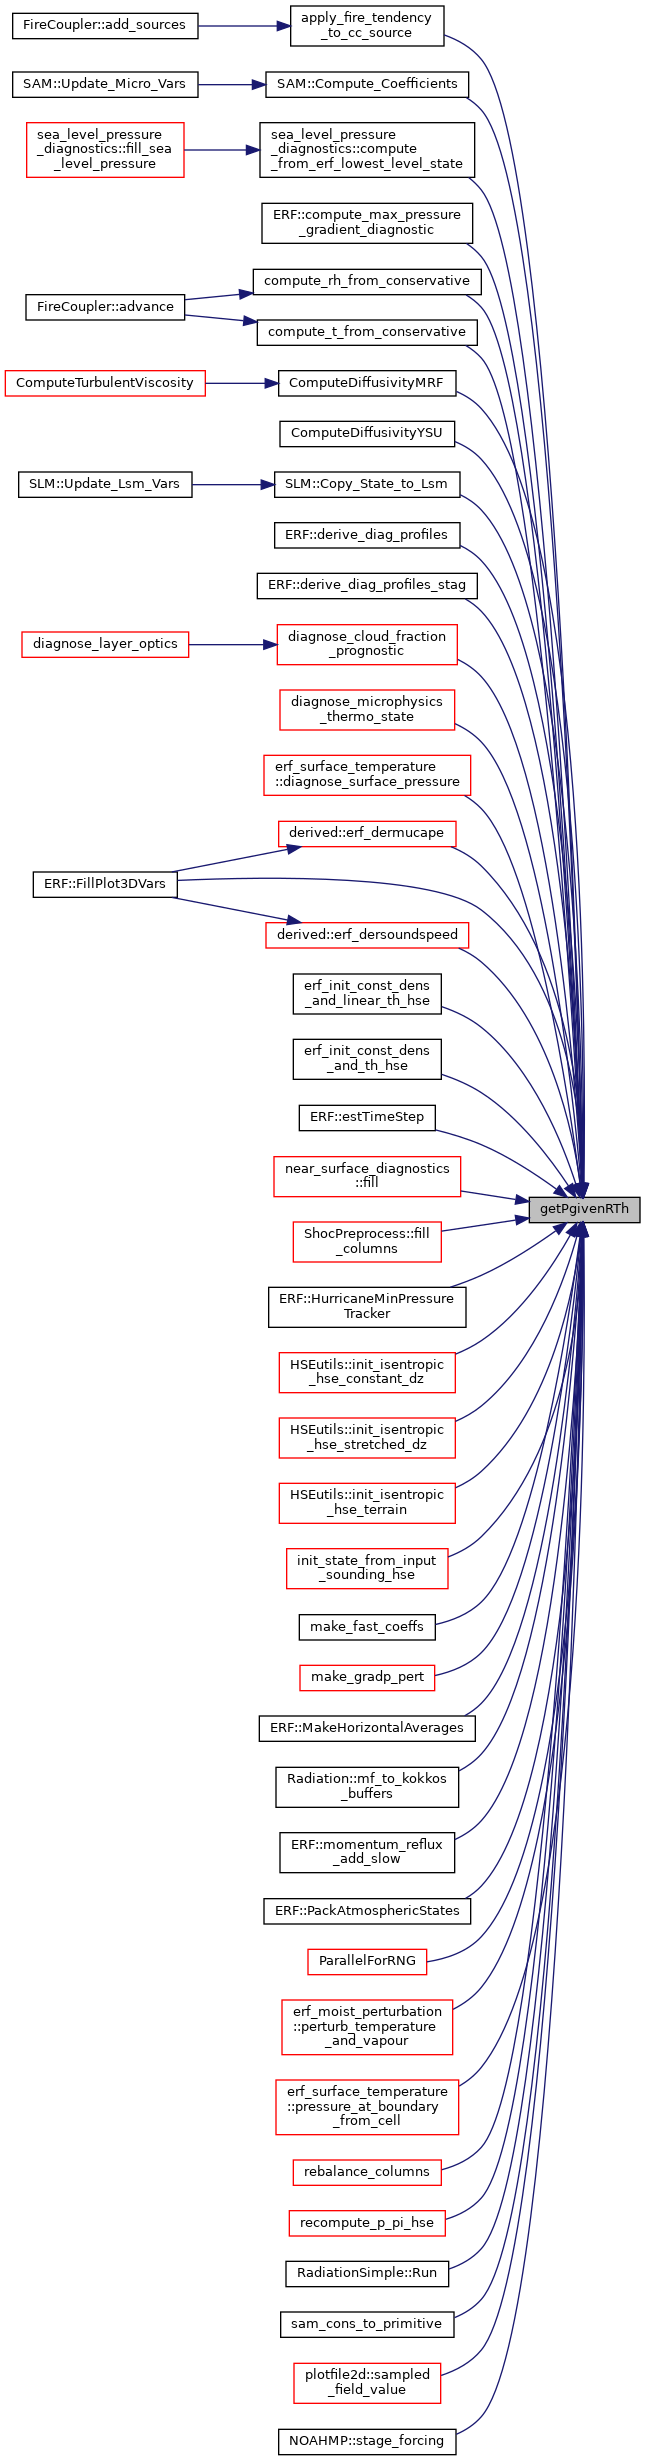 FireCoupler::add_sources
apply_fire_tendency
_to_cc_source
SAM::Update_Micro_Vars
SAM::Compute_Coefficients
sea_level_pressure
_diagnostics::fill_sea
_level_pressure
sea_level_pressure
_diagnostics::compute
_from_erf_lowest_level_state
ERF::compute_max_pressure
_gradient_diagnostic
FireCoupler::advance
compute_rh_from_conservative
compute_t_from_conservative
ComputeTurbulentViscosity
ComputeDiffusivityMRF
ComputeDiffusivityYSU
SLM::Update_Lsm_Vars
SLM::Copy_State_to_Lsm
ERF::derive_diag_profiles
ERF::derive_diag_profiles_stag
diagnose_layer_optics
diagnose_cloud_fraction
_prognostic
diagnose_microphysics
_thermo_state
erf_surface_temperature
::diagnose_surface_pressure
derived::erf_dermucape
ERF::FillPlot3DVars
derived::erf_dersoundspeed
erf_init_const_dens
_and_linear_th_hse
erf_init_const_dens
_and_th_hse
ERF::estTimeStep
near_surface_diagnostics
::fill
getPgivenRTh
ShocPreprocess::fill
_columns
ERF::HurricaneMinPressure
Tracker
HSEutils::init_isentropic
_hse_constant_dz
HSEutils::init_isentropic
_hse_stretched_dz
HSEutils::init_isentropic
_hse_terrain
init_state_from_input
_sounding_hse
make_fast_coeffs
make_gradp_pert
ERF::MakeHorizontalAverages
Radiation::mf_to_kokkos
_buffers
ERF::momentum_reflux
_add_slow
ERF::PackAtmosphericStates
ParallelForRNG
erf_moist_perturbation
::perturb_temperature
_and_vapour
erf_surface_temperature
::pressure_at_boundary
_from_cell
rebalance_columns
recompute_p_pi_hse
RadiationSimple::Run
sam_cons_to_primitive
plotfile2d::sampled
_field_value
NOAHMP::stage_forcing